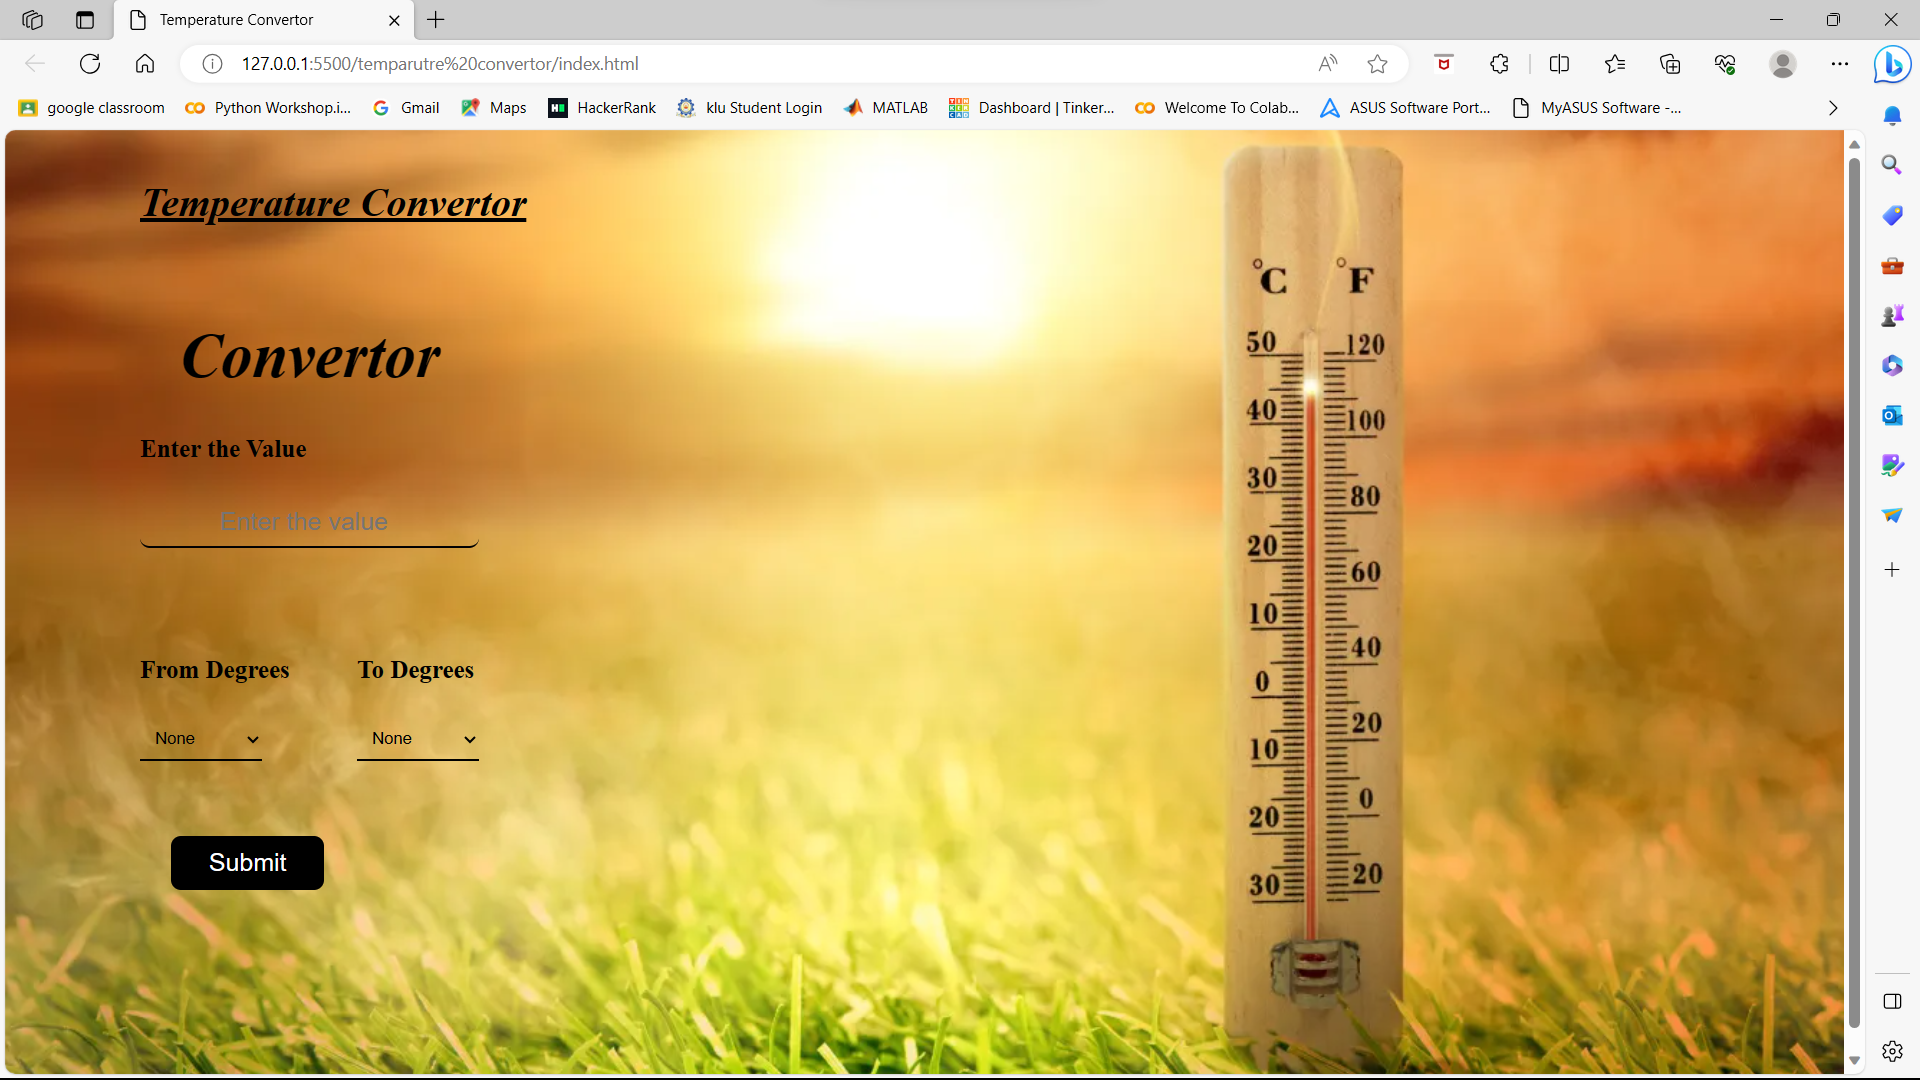 Temperature Convertor
127.0.0.1:5500/temparutre%20convertor/index.html
google classroom
Python Workshop.i...
Gmail
Maps
HackerRank
klu Student Login
MATLAB
Dashboard | Tinker...
Welcome To Colab...
ASUS Software Port...
MyASUS Software -...
Temperature Convertor
Convertor
Enter the Value
Enter the value
From Degrees To Degrees
None None
Submit
°C °F
50 120
40 100
30 80
20 60
10 40
0 20
10 0
20 20
30